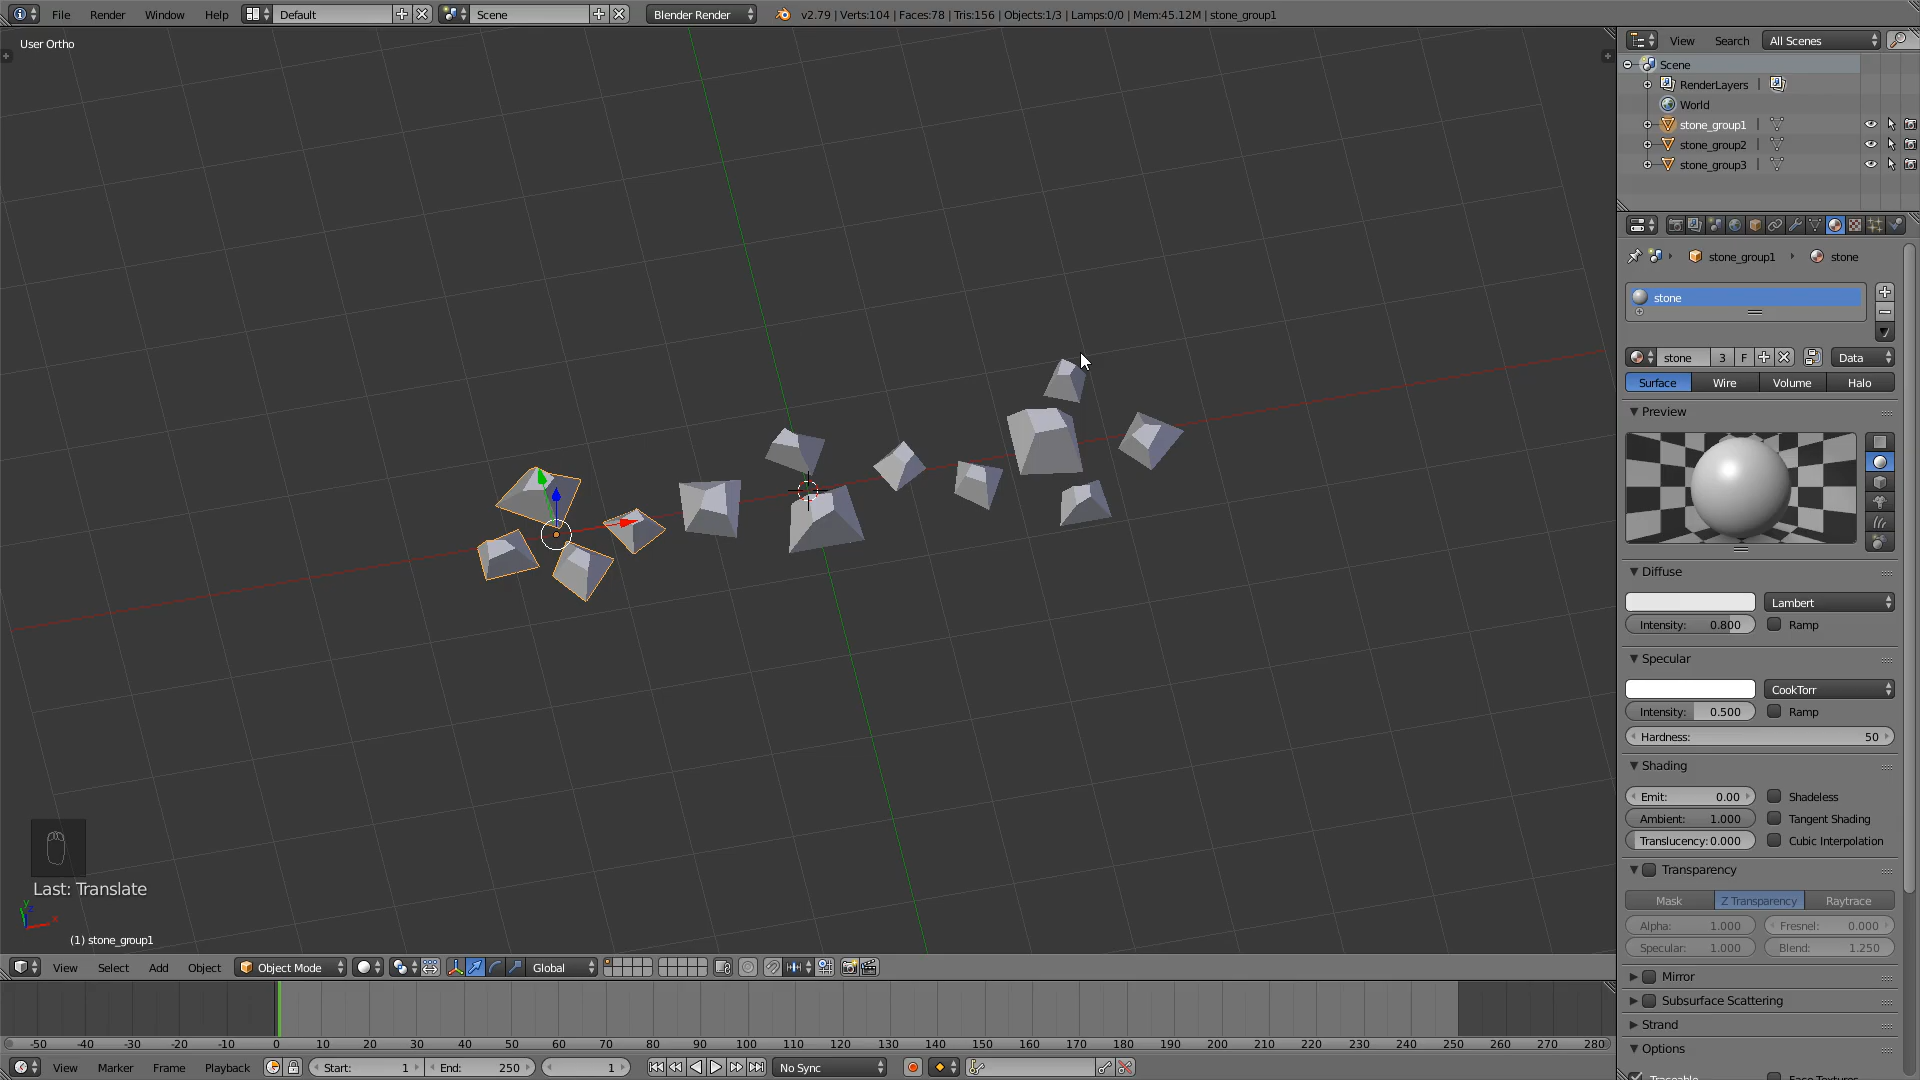 File Render Window Help Default Scene Blender Render v2.79 | Verts:104 | Faces:78 | Tris:156 | Objects:1/3 | Lamps:0/0 | Mem:45.12M | stone_group1
User Ortho
View Search All Scenes
Scene
RenderLayers
World
stone_group1
stone_group2
stone_group3
stone_group1 stone
stone
stone 3 F Data
Surface Wire Volume Halo
Preview
Diffuse
Lambert
Intensity: 0.800 Ramp
Specular
CookTorr
Intensity: 0.500 Ramp
Hardness: 50
Shading
Emit: 0.00 Shadeless
Ambient: 1.000 Tangent Shading
Translucency: 0.000 Cubic Interpolation
Transparency
Mask Z Transparency Raytrace
Alpha: 1.000 Fresnel: 0.000
Specular: 1.000 Blend: 1.250
Mirror
Subsurface Scattering
Strand
Options
Last: Translate
(1) stone_group1
View Select Add Object Object Mode Global
-50 -40 -30 -20 -10 0 10 20 30 40 50 60 70 80 90 100 110 120 130 140 150 160 170 180 190 200 210 220 230 240 250 260 270 280
View Marker Frame Playback Start: 1 End: 250 1 No Sync